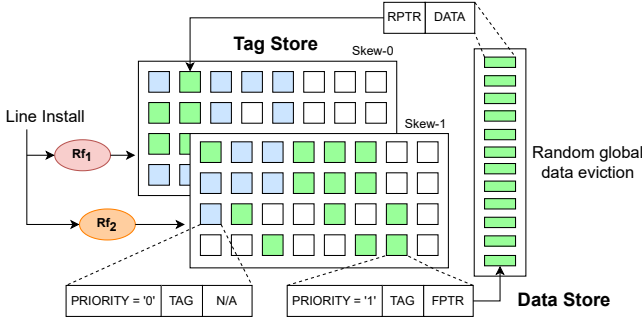 RPTR DATA
Tag Store
Skew-0
Line Install
Skew-1
Rf1
Random global
data eviction
Rf2
PRIORITY = '0' TAG N/A
PRIORITY = '1' TAG FPTR
Data Store